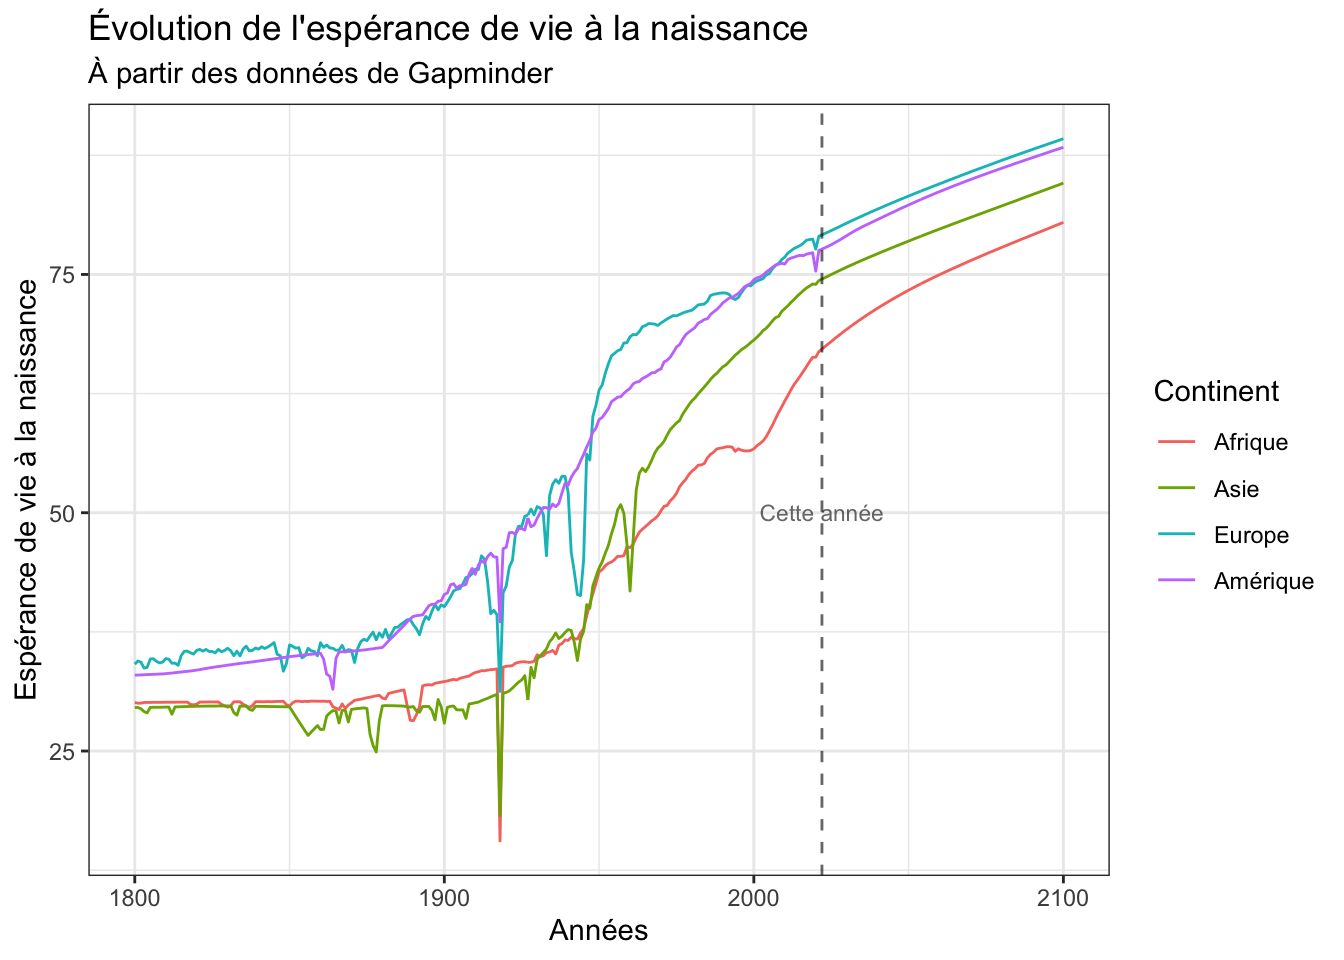 Évolution de l'espérance de vie à la naissance
À partir des données de Gapminder
Espérance de vie à la naissance
75
50
25
Cette année
1800
1900
2000
2100
Années
Continent
Afrique
Asie
Europe
Amérique